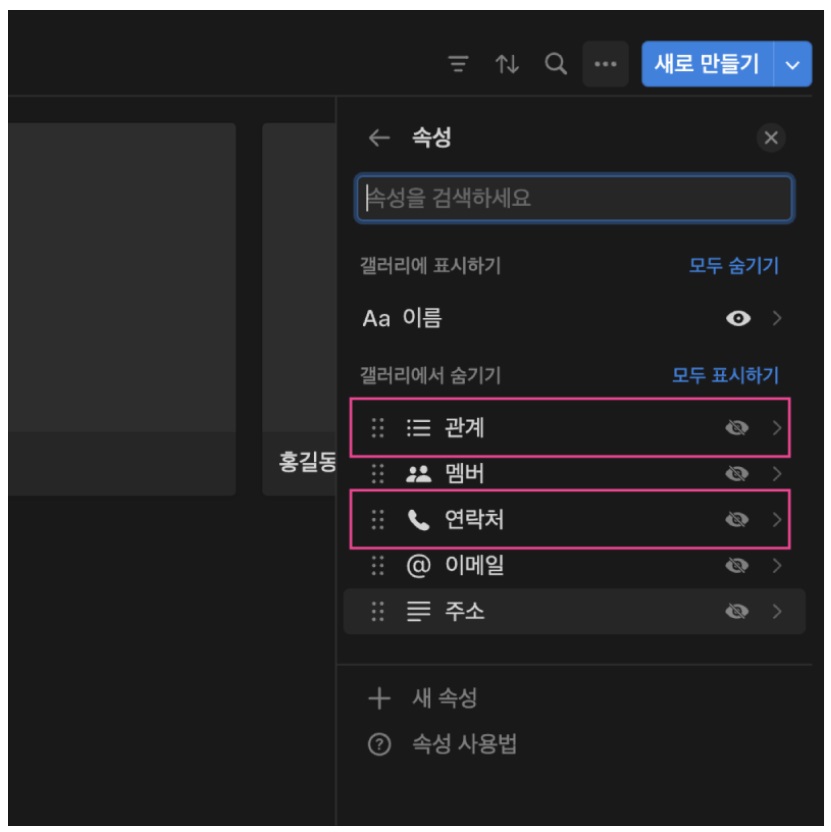 새로 만들기
속성
속성을 검색하세요
갤러리에 표시하기 모두 숨기기
Aa 이름
갤러리에서 숨기기 모두 표시하기
관계
홍길동
멤버
연락처
@ 이메일
주소
새 속성
속성 사용법